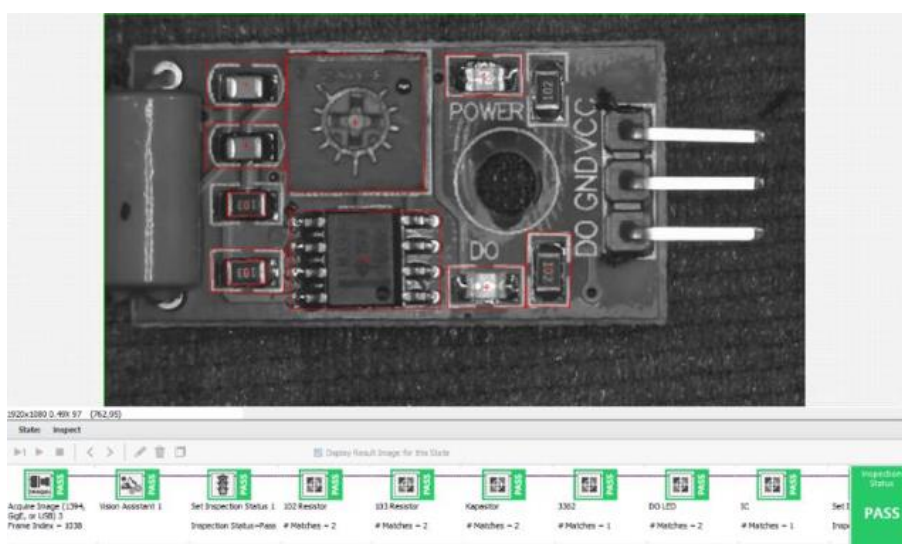 POWER
102
VCC
GND
DO
DO
103
103
102
1920x1080 0.49X 97 (762,95)
State: Inspect
Display Result Image for this State
PASS
PASS
PASS
PASS
PASS
PASS
PASS
PASS
PASS
Acquire Image (1394, GigE, or USB) 3
Frame Index = 1038
Vision Assistant 1
Set Inspection Status 1
Inspection Status=Pass
102 Resistor
# Matches = 2
103 Resistor
# Matches = 2
Kapasitor
# Matches = 2
3362
# Matches = 1
DO LED
# Matches = 2
IC
# Matches = 1
Inspection
Status
PASS